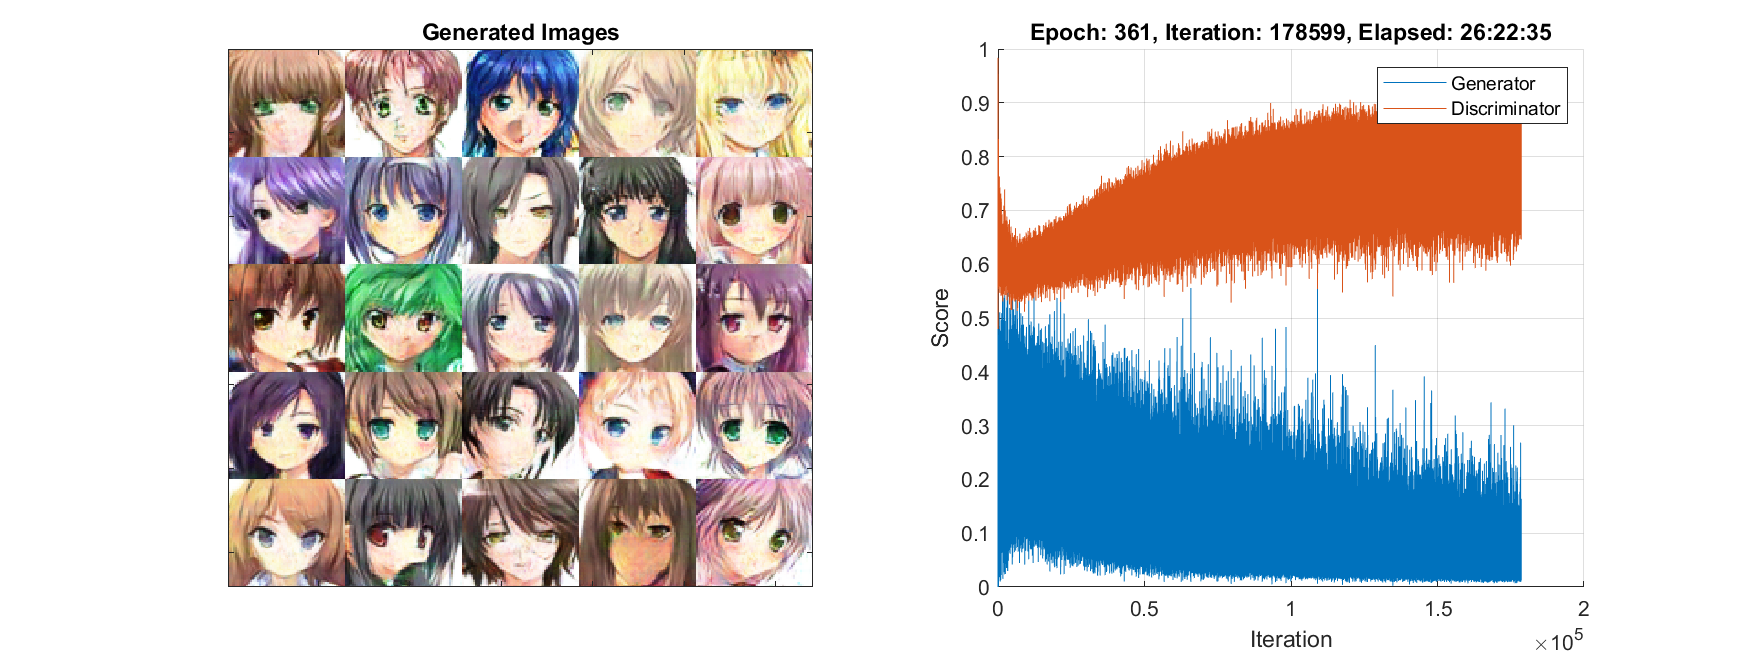 Generated Images
Epoch: 361, Iteration: 178599, Elapsed: 26:22:35
Generator
Discriminator
Score
1
0.9
0.8
0.7
0.6
0.5
0.4
0.3
0.2
0.1
0
0
0.5
1
1.5
2
×10⁵
Iteration